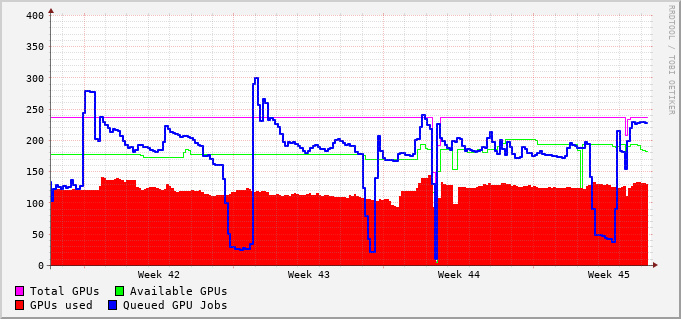 400
350
300
250
200
150
100
50
0
Week 42 Week 43 Week 44 Week 45
Total GPUs Available GPUs
GPUs used Queued GPU Jobs
RRDTOOL / TOBI OETIKER